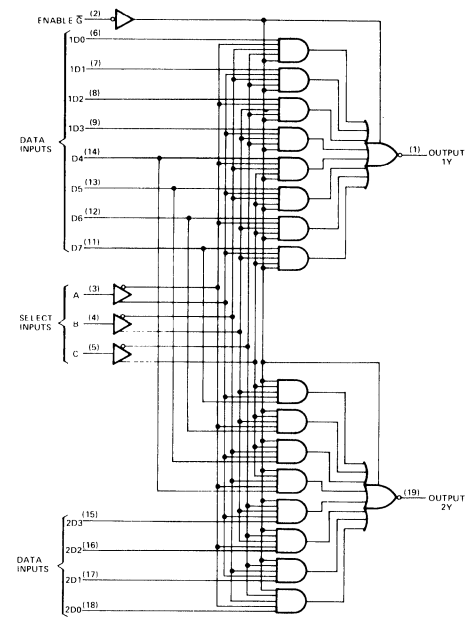 ENABLE G̅ (2)
1D0 (6)
1D1 (7)
1D2 (8)
1D3 (9)
D4 (14)
D5 (13)
D6 (12)
D7 (11)
DATA
INPUTS
(1) OUTPUT
1Y
A (3)
B (4)
C (5)
SELECT
INPUTS
(19) OUTPUT
2Y
2D3 (15)
2D2 (16)
2D1 (17)
2D0 (18)
DATA
INPUTS